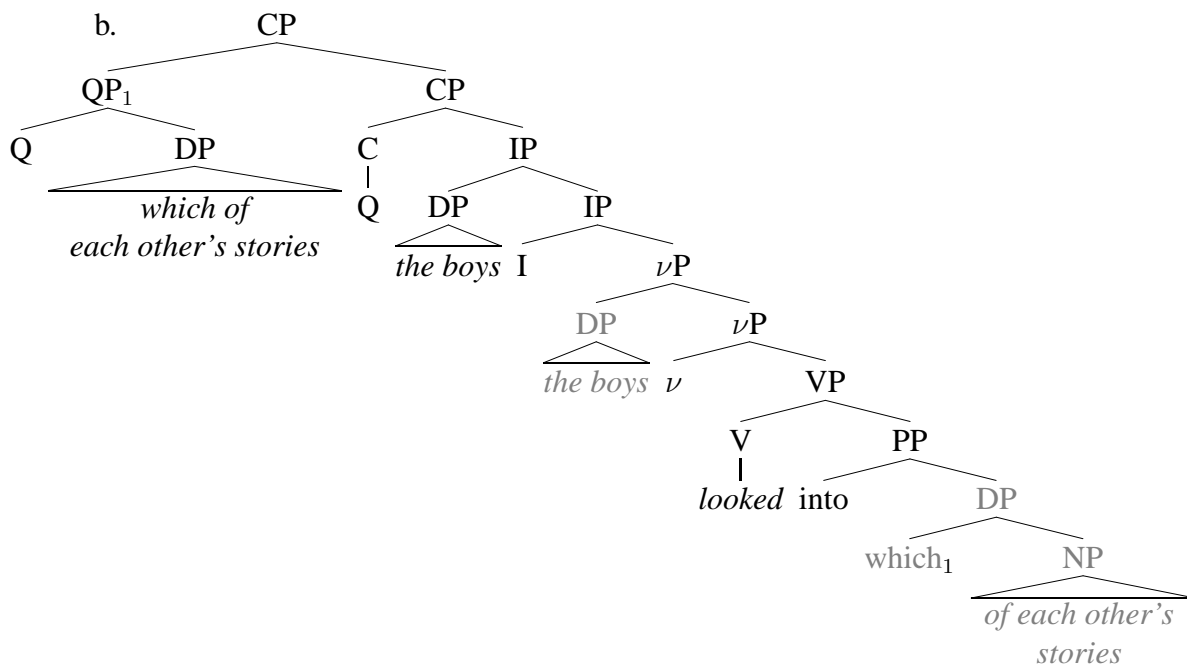 b. CP
QP1 CP
Q DP C IP
which of Q DP IP
each other's stories
the boys I νP
DP νP
the boys ν VP
V PP
looked into DP
which1 NP
of each other's
stories